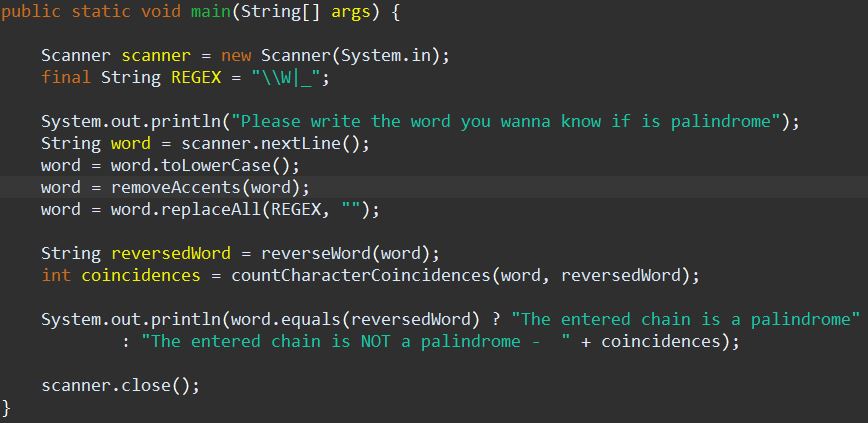 public static void main(String[] args) {
Scanner scanner = new Scanner(System.in);
final String REGEX = "\\W|_";
System.out.println("Please write the word you wanna know if is palindrome");
String word = scanner.nextLine();
word = word.toLowerCase();
word = removeAccents(word);
word = word.replaceAll(REGEX, "");
String reversedWord = reverseWord(word);
int coincidences = countCharacterCoincidences(word, reversedWord);
System.out.println(word.equals(reversedWord) ? "The entered chain is a palindrome"
: "The entered chain is NOT a palindrome -  " + coincidences);
scanner.close();
}